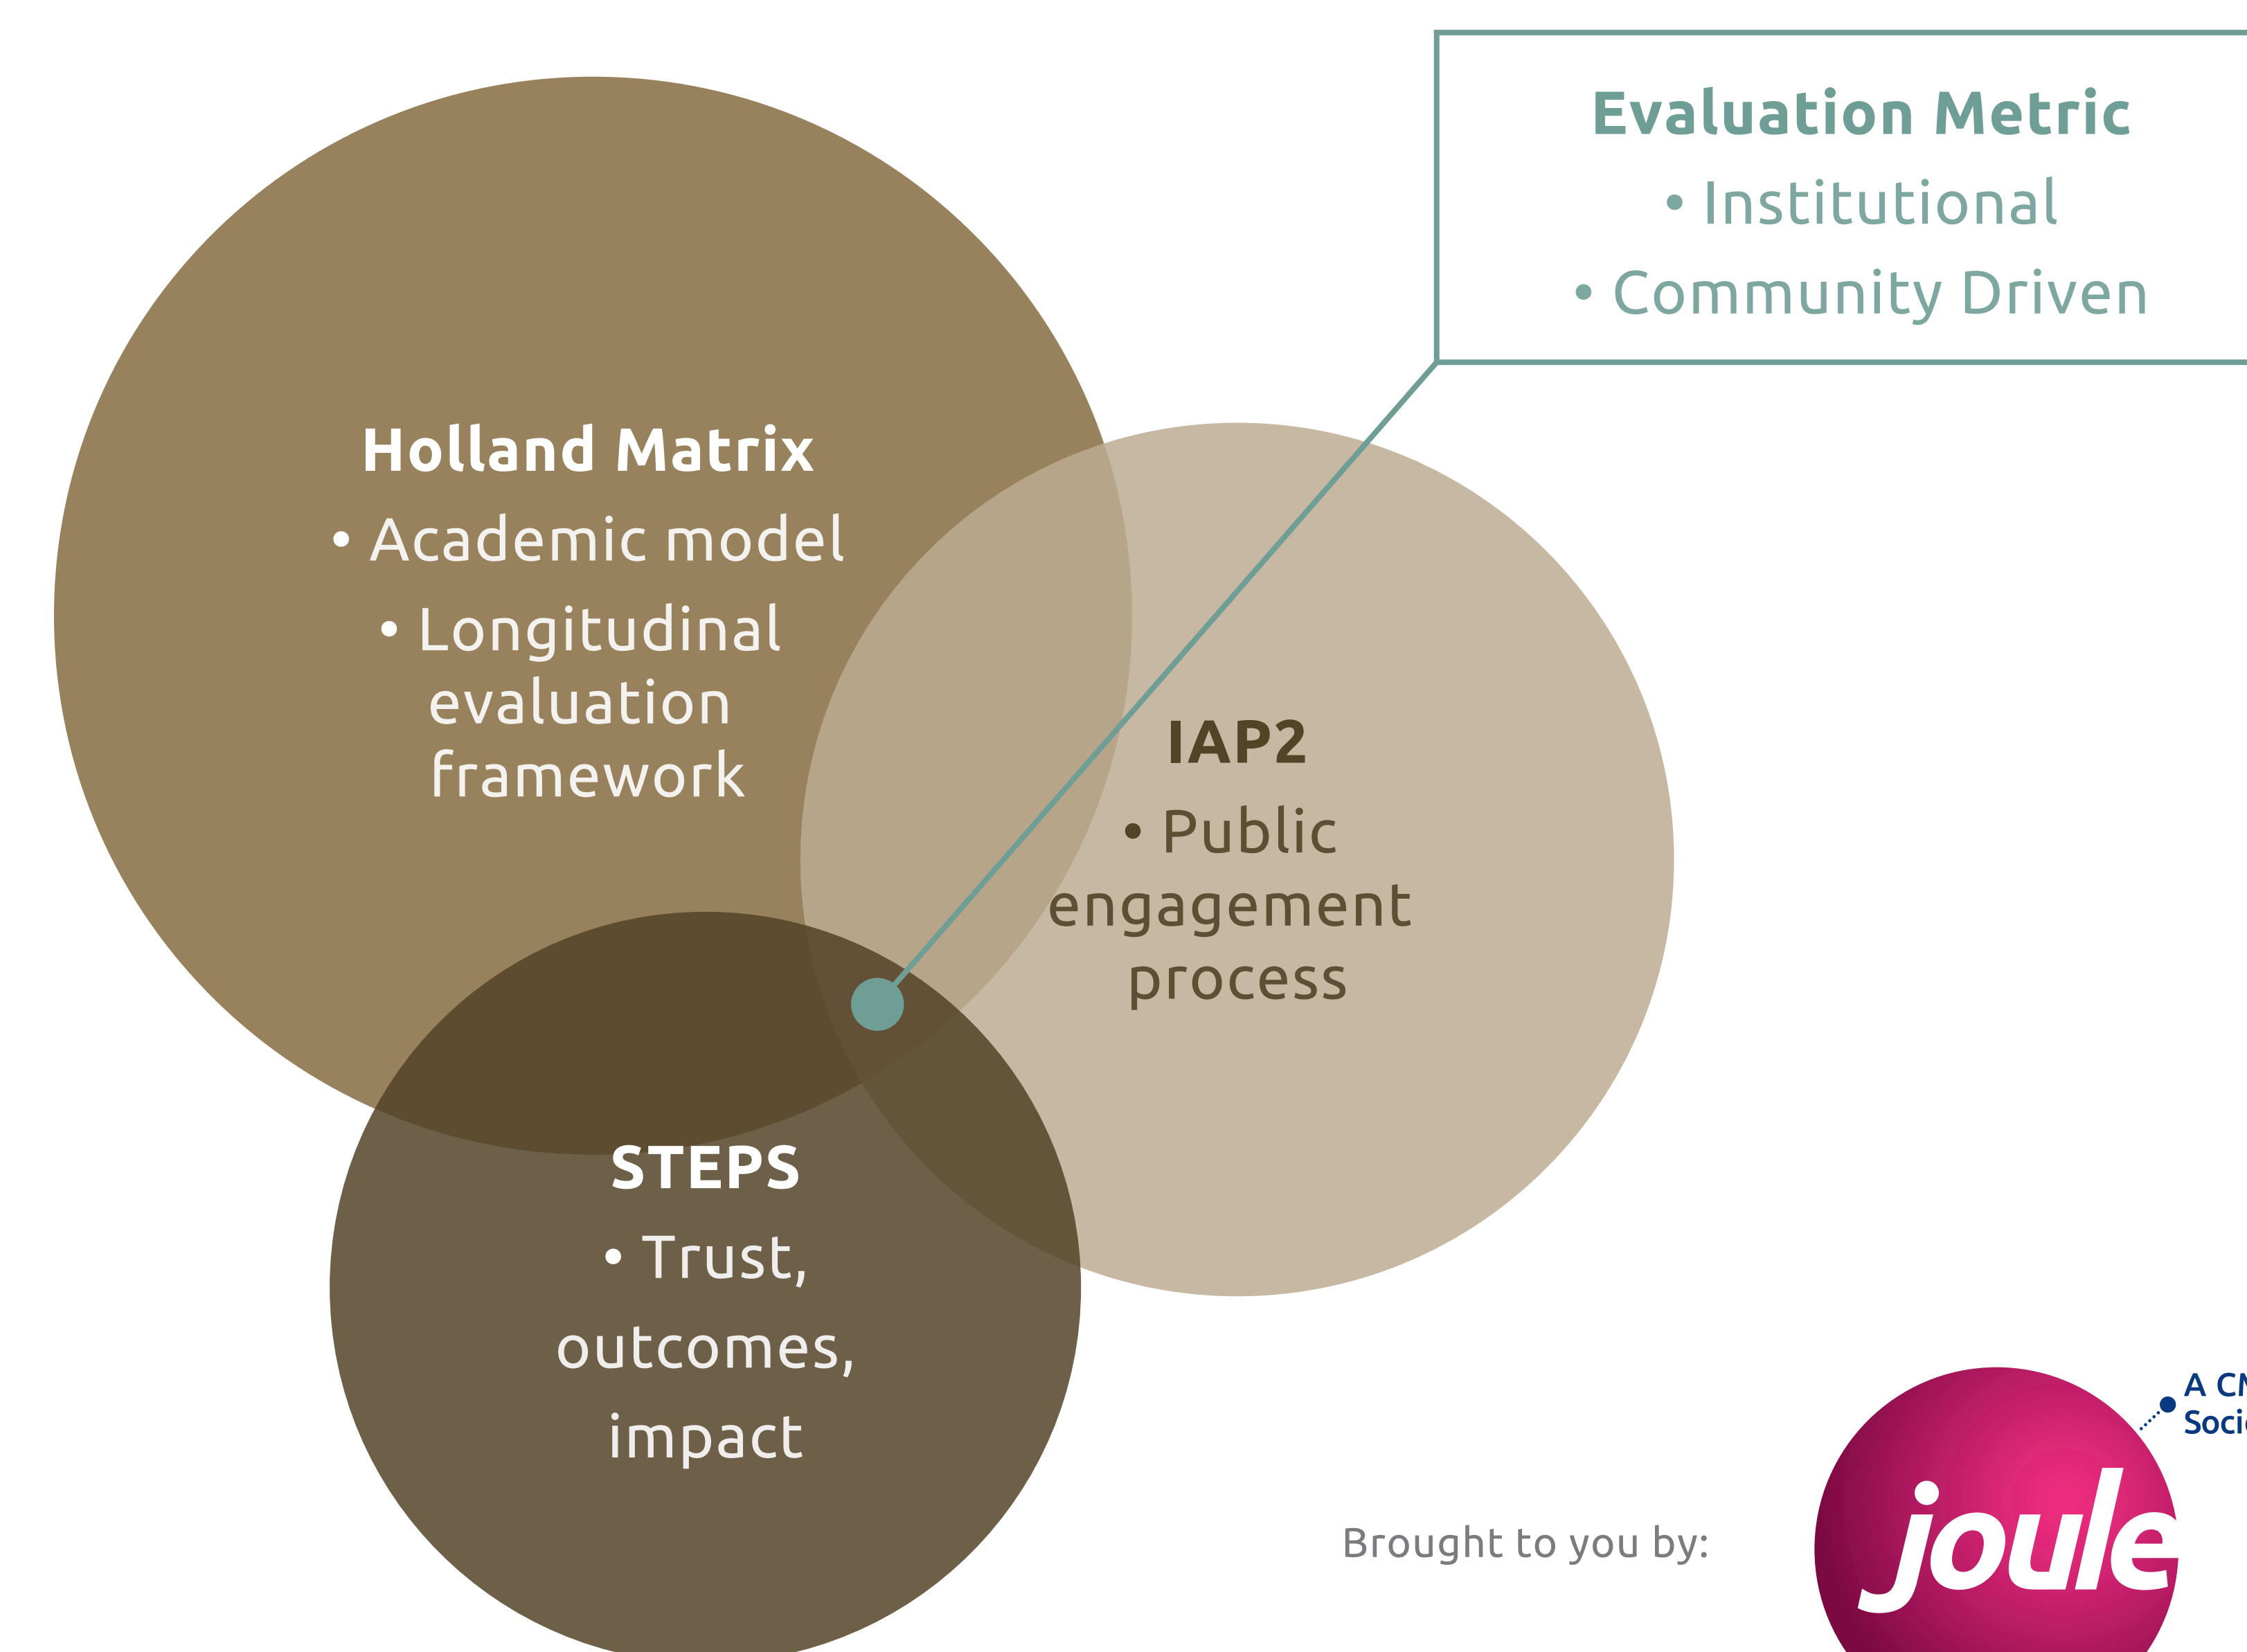 Evaluation Metric
• Institutional
• Community Driven
Holland Matrix
• Academic model
• Longitudinal
evaluation
framework
IAP2
• Public
engagement
process
STEPS
• Trust,
outcomes,
impact
Brought to you by:
joule
A